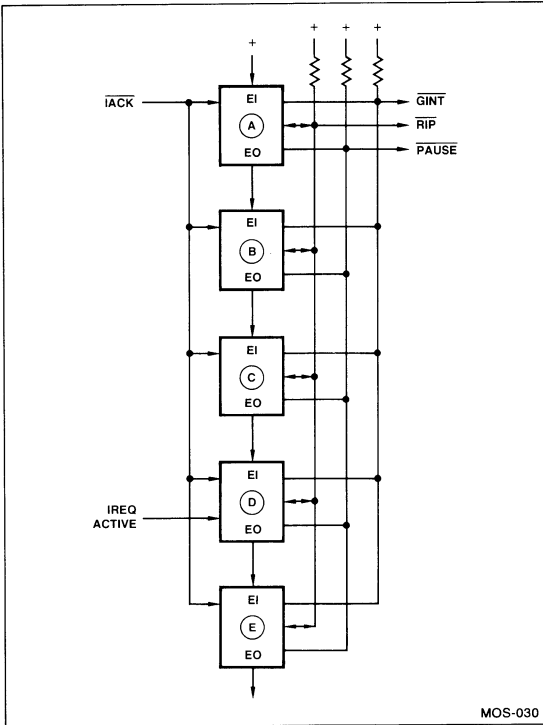 + + + +
EI
IACK
GINT
A
RIP
EO
PAUSE
EI
B
EO
EI
C
EO
EI
D
IREQ
ACTIVE
EO
EI
E
EO
MOS-030